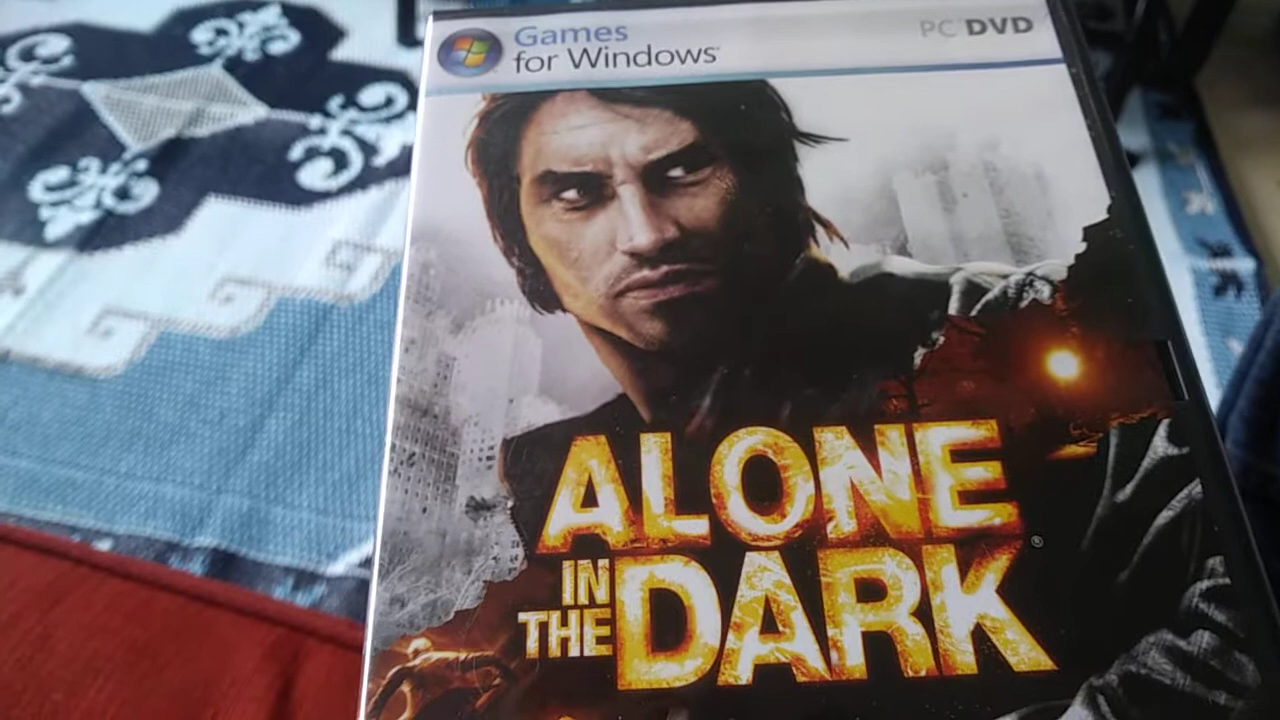 Games
for Windows
PC DVD
ALONE
IN
THE
DARK
®